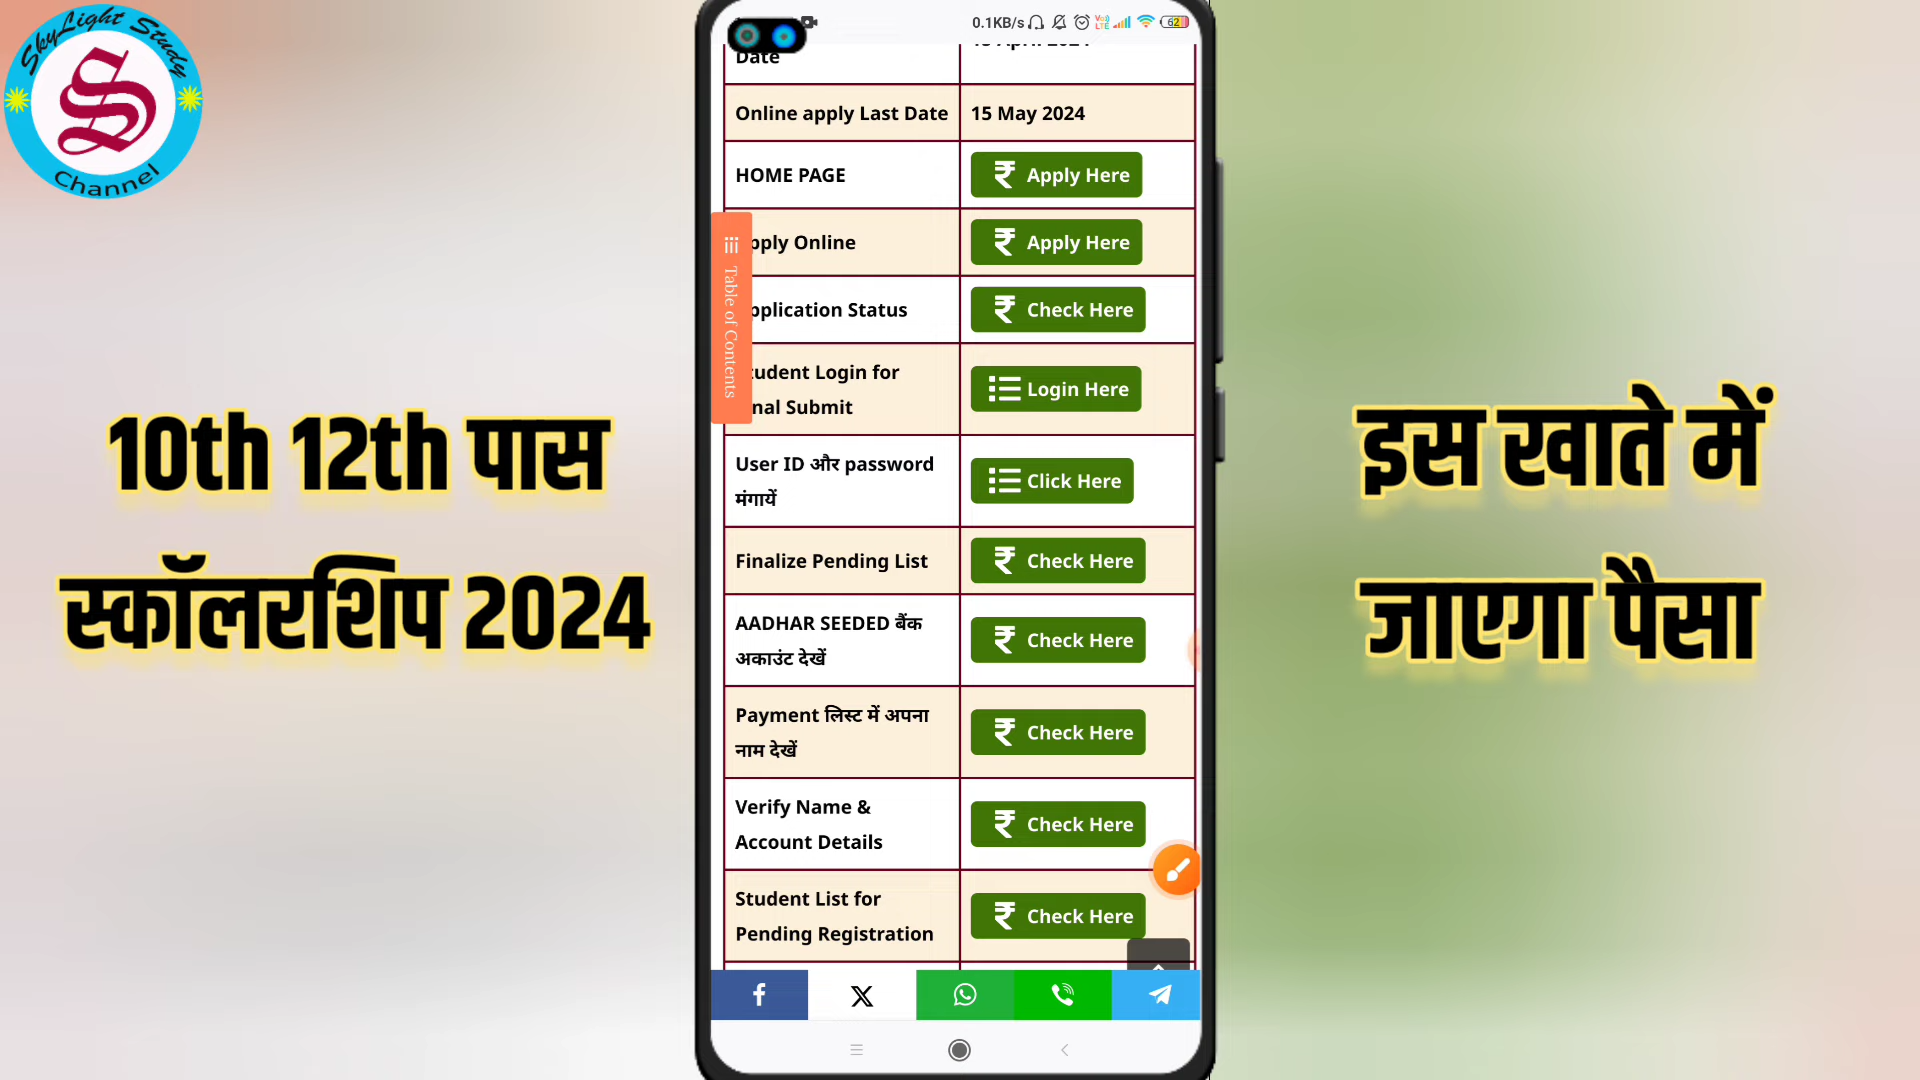 SkyLight Study
Channel
10th 12th पास
स्कॉलरशिप 2024
इस खाते में
जाएगा पैसा
0.1KB/s
62
Date
Online apply Last Date
15 May 2024
HOME PAGE
Apply Here
pply Online
Apply Here
pplication Status
Check Here
Table of Contents
tudent Login for
nal Submit
Login Here
User ID और password
मंगायें
Click Here
Finalize Pending List
Check Here
AADHAR SEEDED बैंक
अकाउंट देखें
Check Here
Payment लिस्ट में अपना
नाम देखें
Check Here
Verify Name &
Account Details
Check Here
Student List for
Pending Registration
Check Here